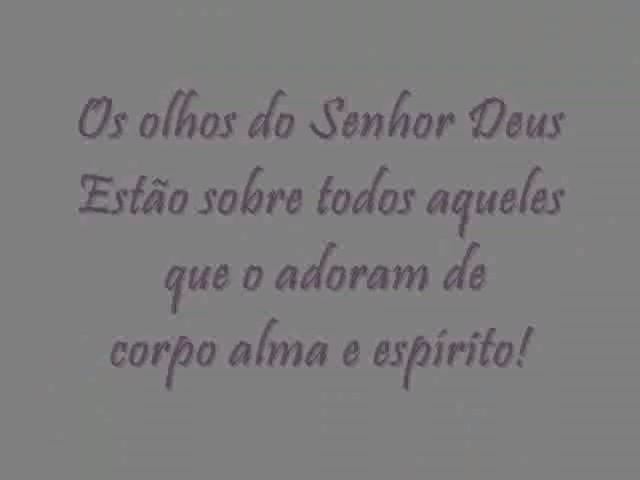 Os olhos do Senhor Deus
Estão sobre todos aqueles
que o adoram de
corpo alma e espírito!